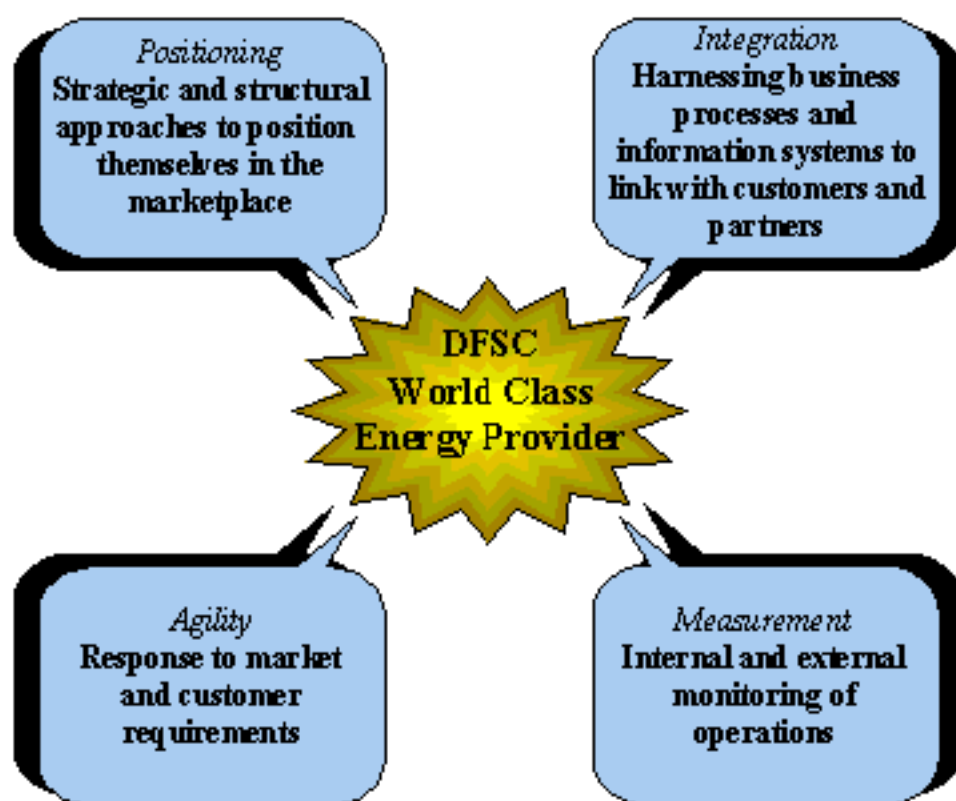 Positioning
Strategic and structural
approaches to position
themselves in the
marketplace
Integration
Harnessing business
processes and
information systems to
link with customers and
partners
DFSC
World Class
Energy Provider
Agility
Response to market
and customer
requirements
Measurement
Internal and external
monitoring of
operations